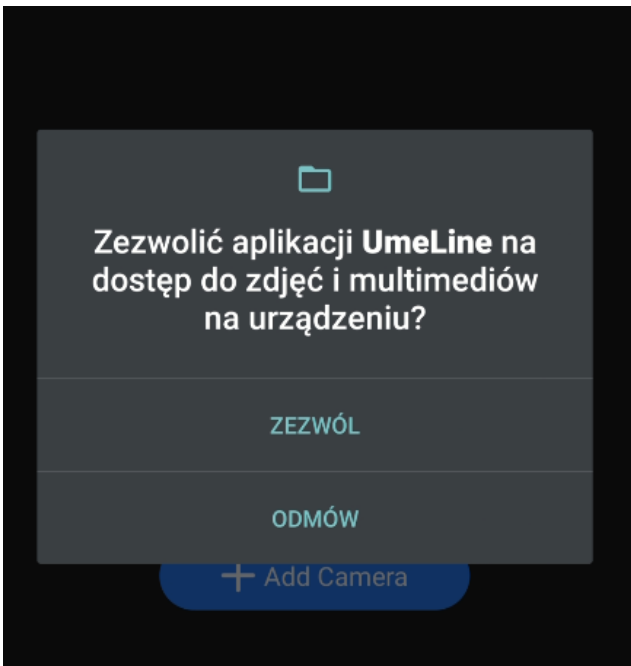 Zezwolić aplikacji UmeLine na
dostęp do zdjęć i multimediów
na urządzeniu?
ZEZWÓL
ODMÓW
+ Add Camera